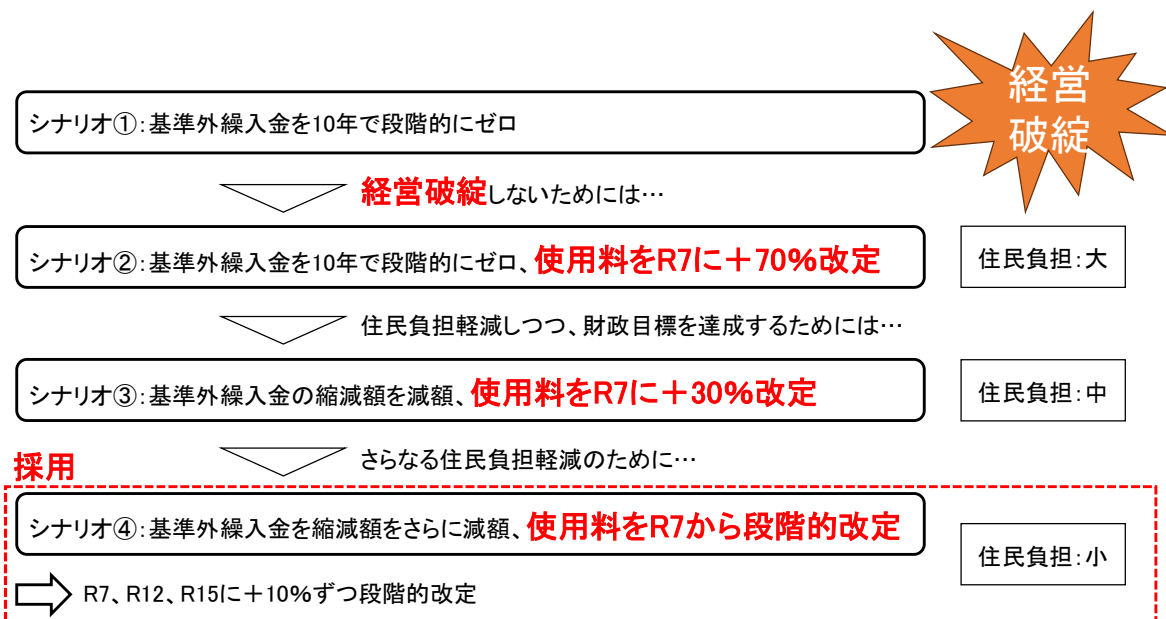 経営
破綻
シナリオ①:基準外繰入金を10年で段階的にゼロ
経営破綻しないためには…
シナリオ②:基準外繰入金を10年で段階的にゼロ、使用料をR7に+70%改定
住民負担:大
住民負担軽減しつつ、財政目標を達成するためには…
シナリオ③:基準外繰入金の縮減額を減額、使用料をR7に+30%改定
住民負担:中
さらなる住民負担軽減のために…
採用
シナリオ④:基準外繰入金を縮減額をさらに減額、使用料をR7から段階的改定
住民負担:小
R7、R12、R15に+10%ずつ段階的改定